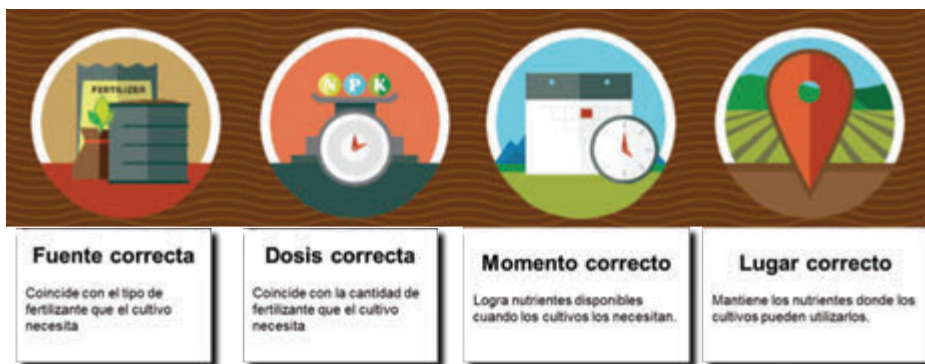 FERTILIZER
N P K
Fuente correcta
Coincide con el tipo de
fertilizante que el cultivo
necesita
Dosis correcta
Coincide con la cantidad de
fertilizante que el cultivo
necesita
Momento correcto
Logra nutrientes disponibles
cuando los cultivos los necesitan.
Lugar correcto
Mantiene los nutrientes donde los
cultivos pueden utilizarlos.